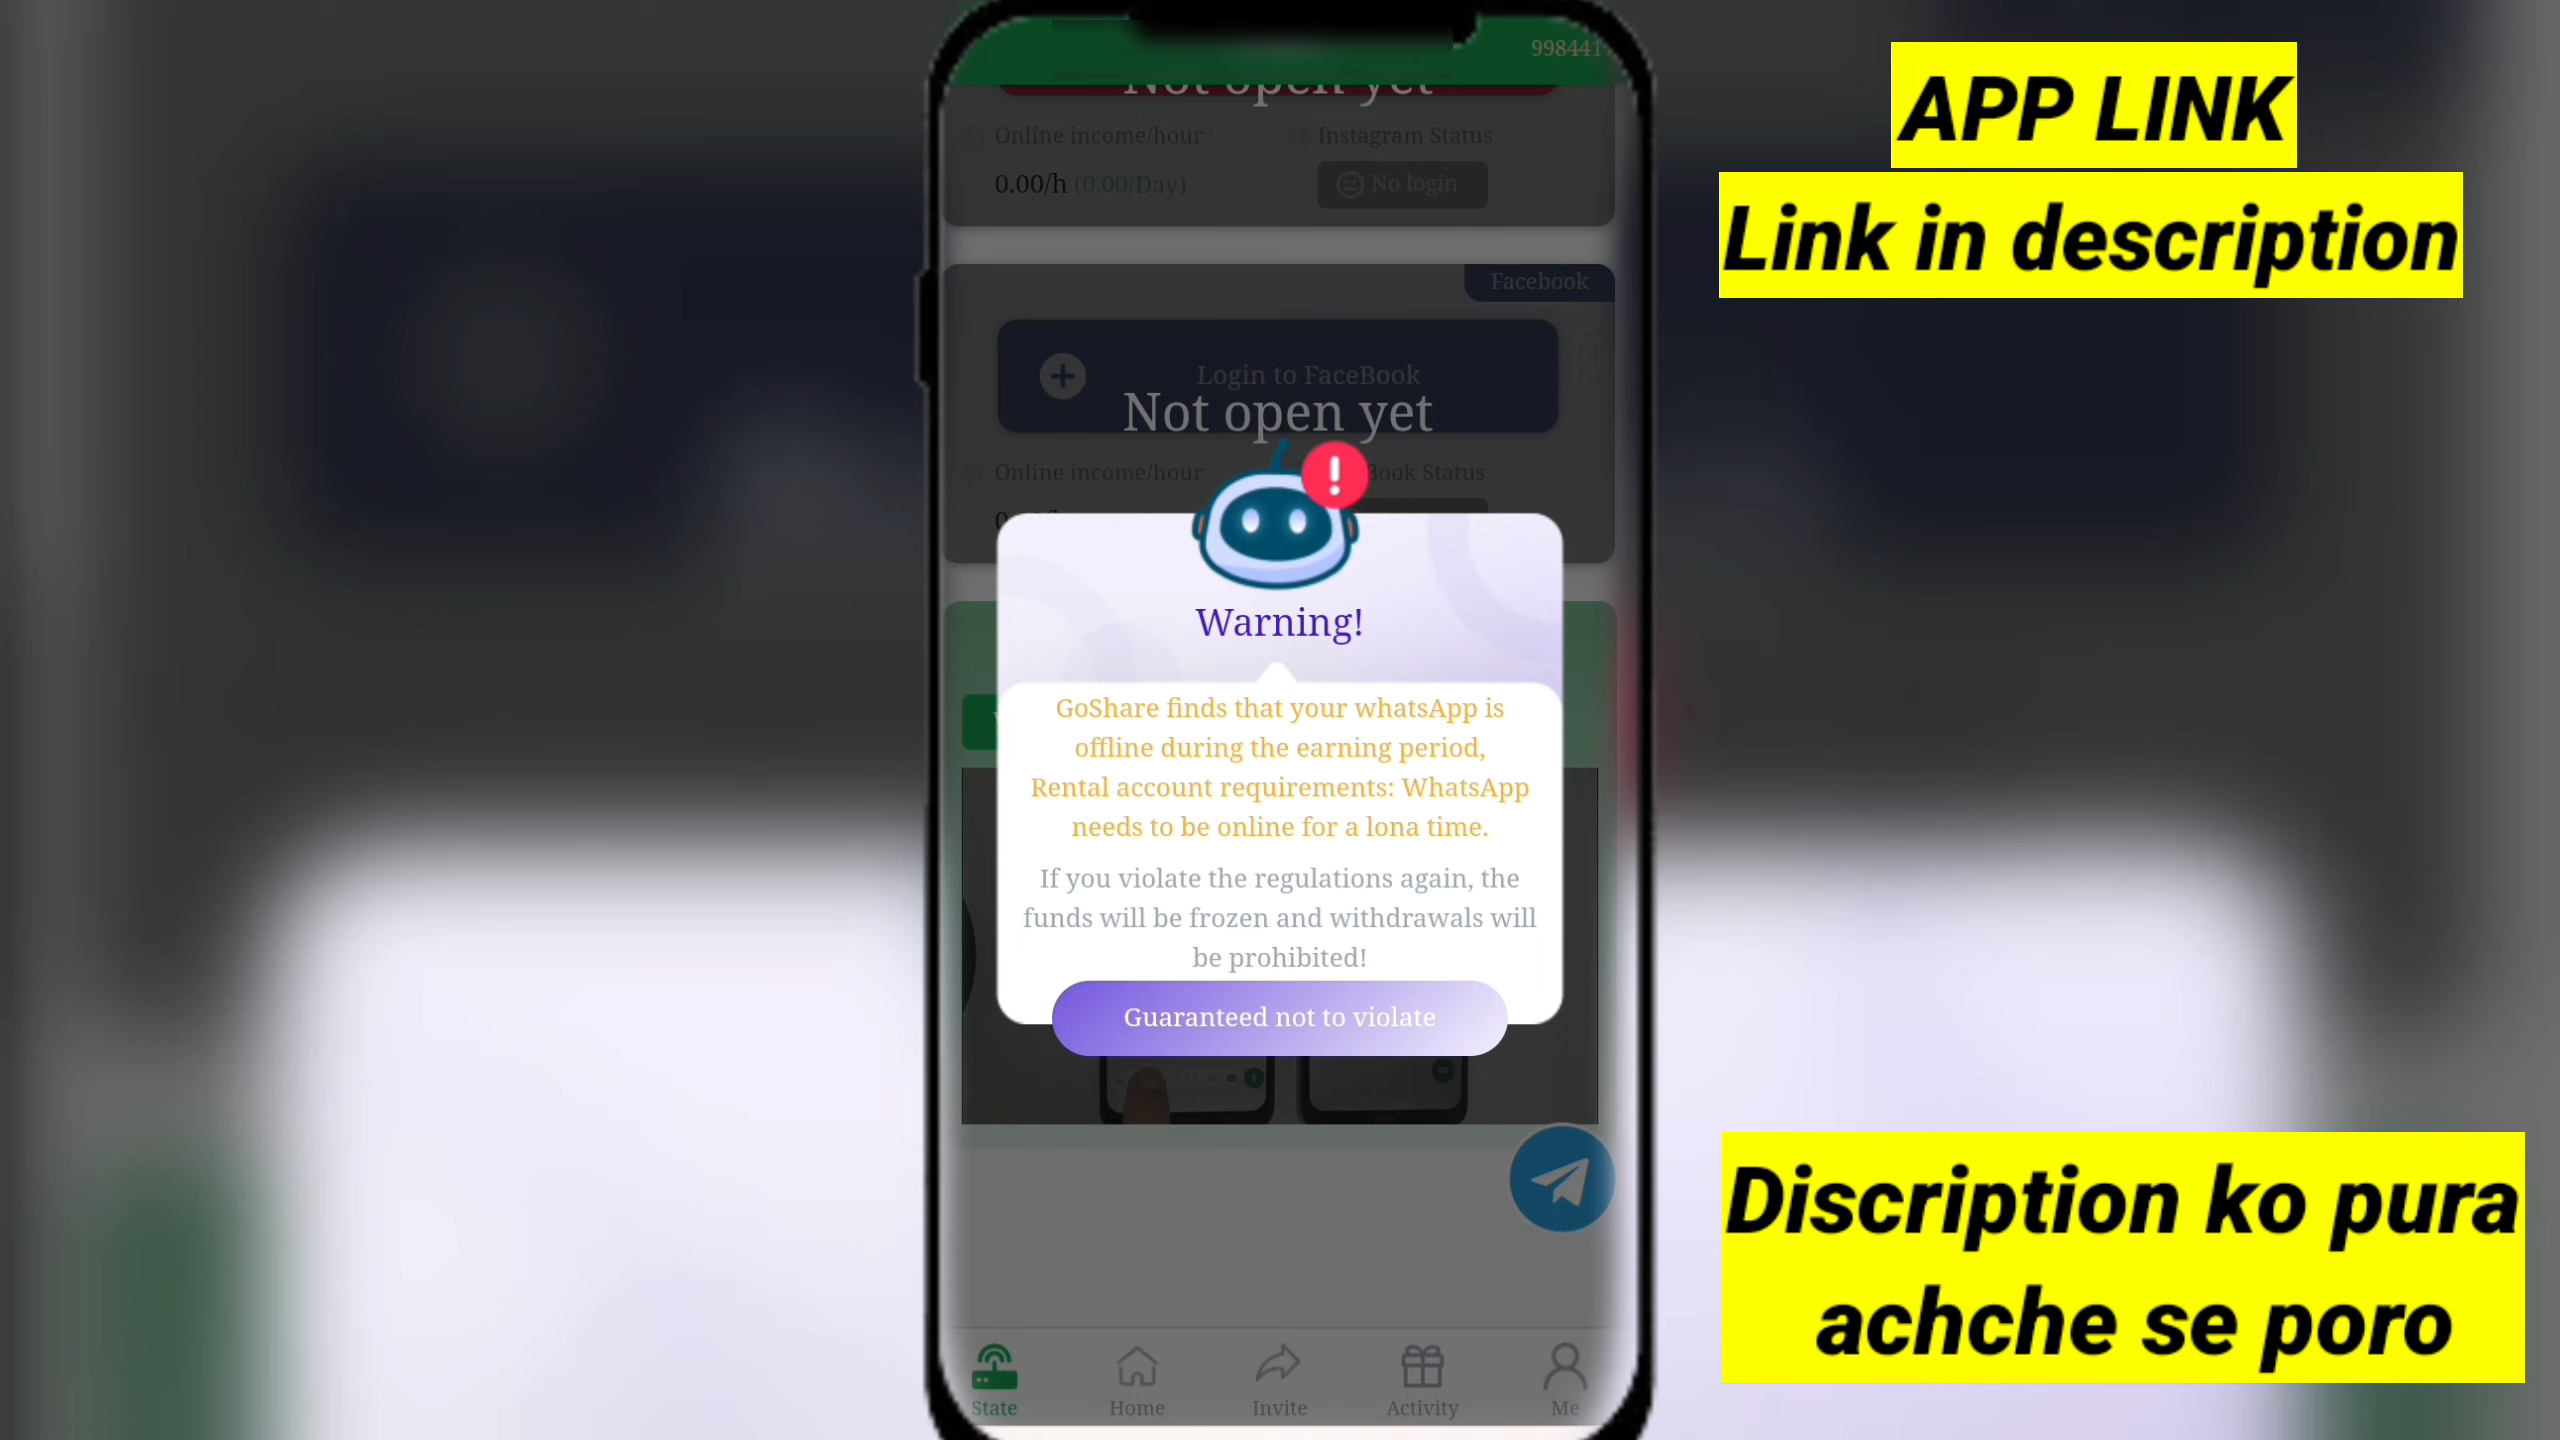 998441
APP LINK
Link in description
Not open yet
Online income/hour
Instagram Status
0.00/h (0.00/Day)
No login
Facebook
Login to FaceBook
Not open yet
Online income/hour
Book Status
Warning!
GoShare finds that your whatsApp is
offline during the earning period,
Rental account requirements: WhatsApp
needs to be online for a lona time.
If you violate the regulations again, the
funds will be frozen and withdrawals will
be prohibited!
Guaranteed not to violate
Discription ko pura
achche se poro
State
Home
Invite
Activity
Me